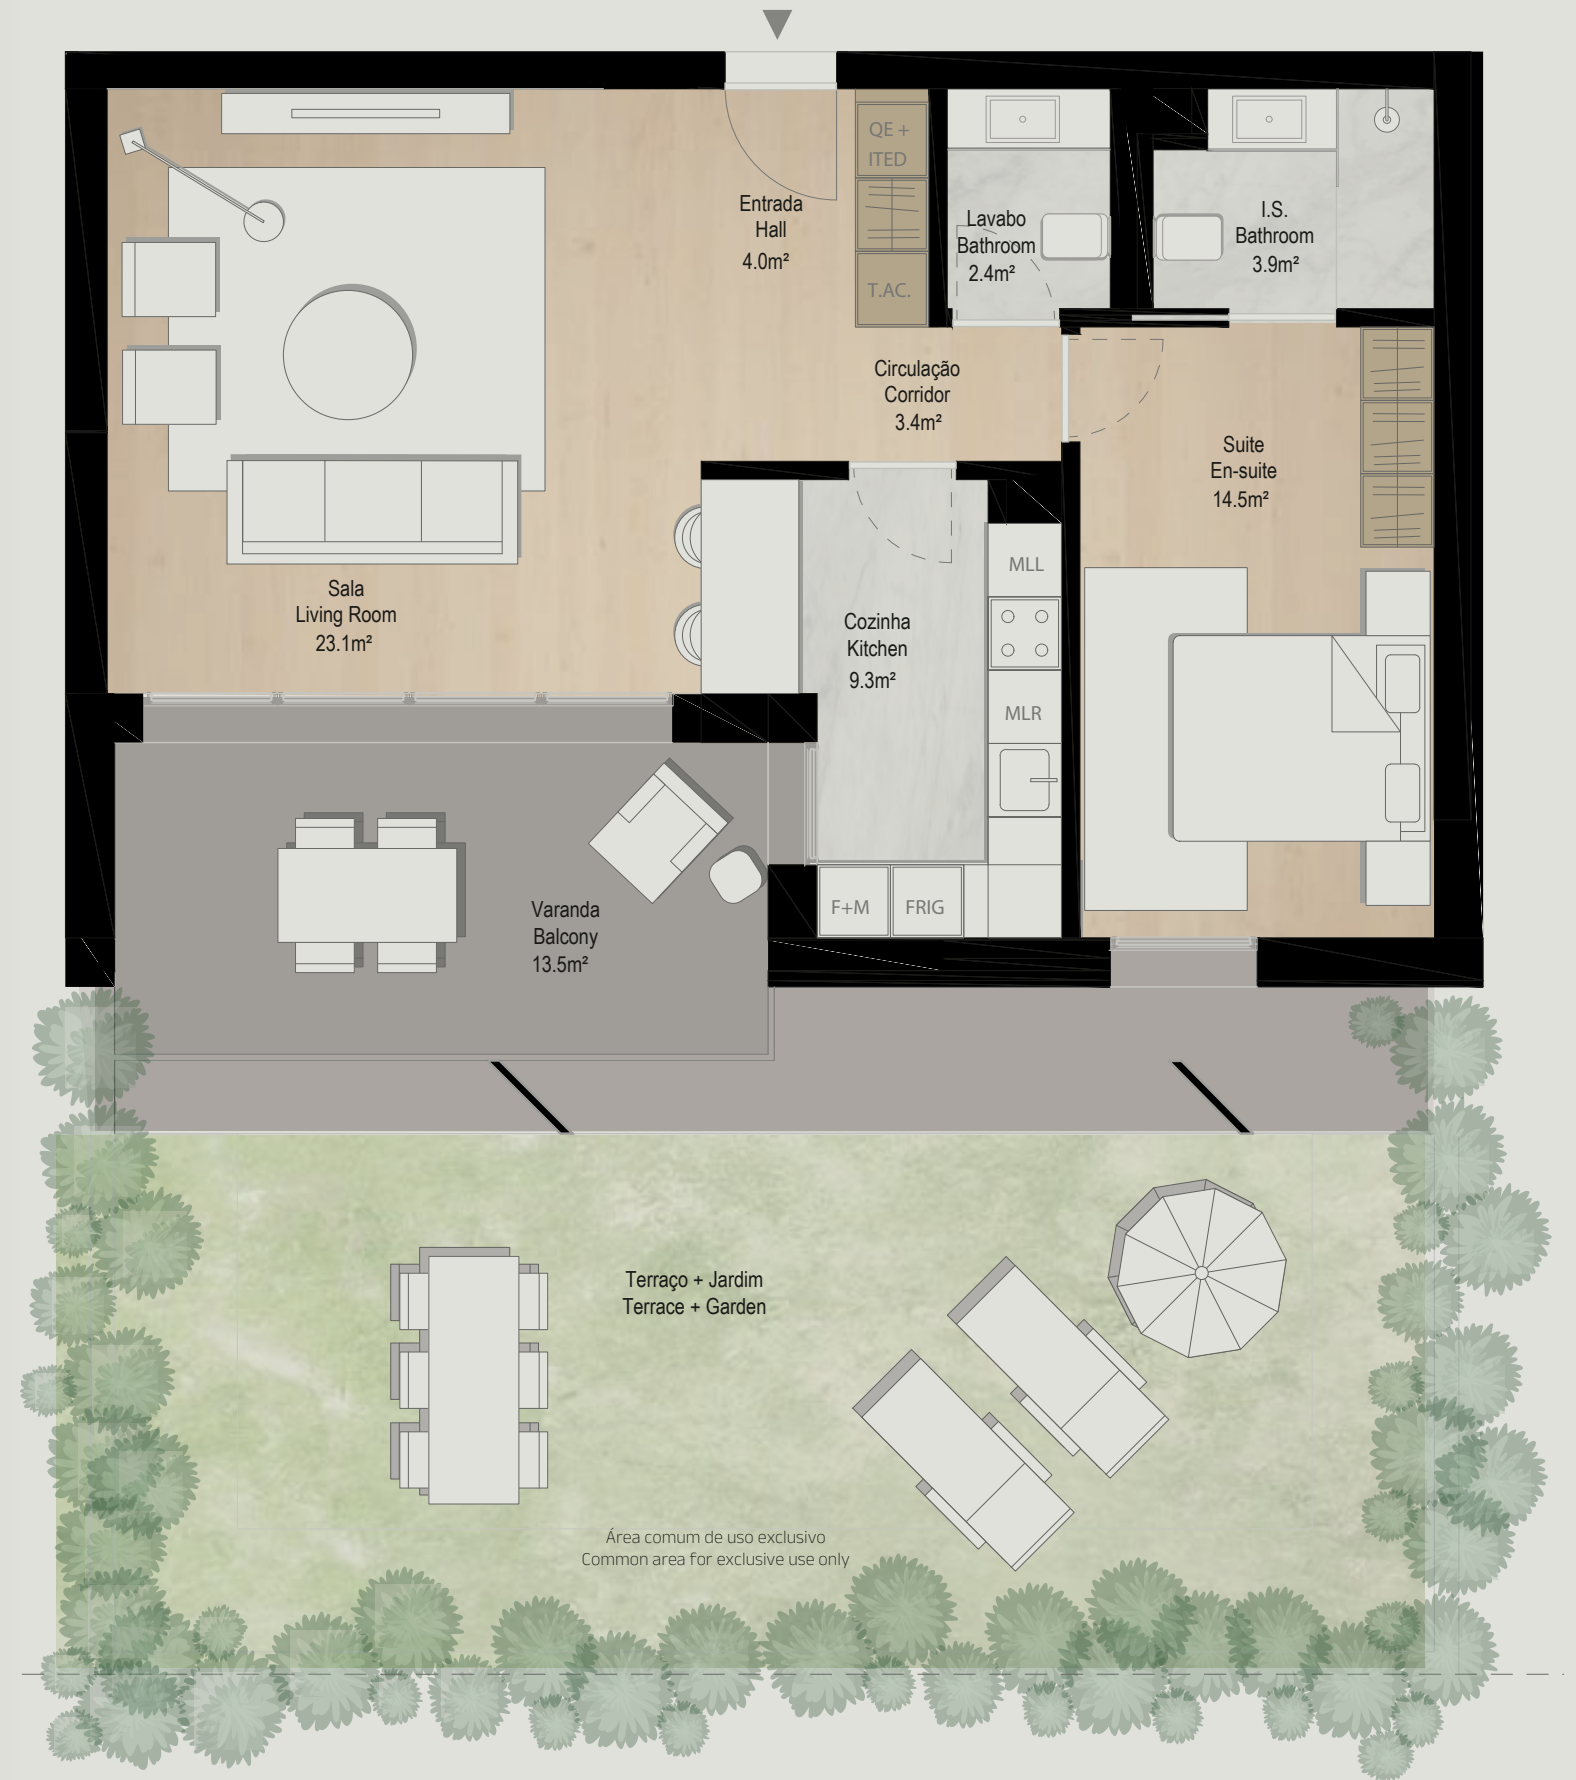 QE +
ITED
T.AC.
Entrada
Hall
4.0m²
Lavabo
Bathroom
2.4m²
I.S.
Bathroom
3.9m²
Circulação
Corridor
3.4m²
Suite
En-suite
14.5m²
Sala
Living Room
23.1m²
Cozinha
Kitchen
9.3m²
MLL
MLR
F+M
FRIG
Varanda
Balcony
13.5m²
Terraço + Jardim
Terrace + Garden
Área comum de uso exclusivo
Common area for exclusive use only